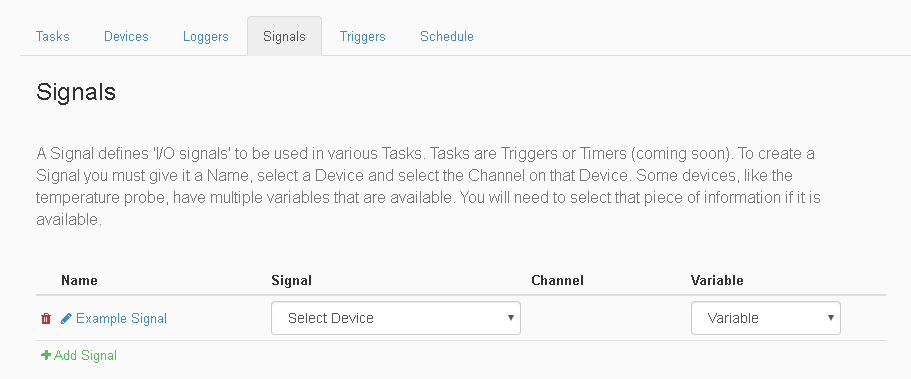 Tasks Devices Loggers Signals Triggers Schedule
Signals
A Signal defines 'I/O signals' to be used in various Tasks. Tasks are Triggers or Timers (coming soon). To create a
Signal you must give it a Name, select a Device and select the Channel on that Device. Some devices, like the
temperature probe, have multiple variables that are available. You will need to select that piece of information if it is
available.
Name Signal Channel Variable
Example Signal Select Device Variable
Add Signal